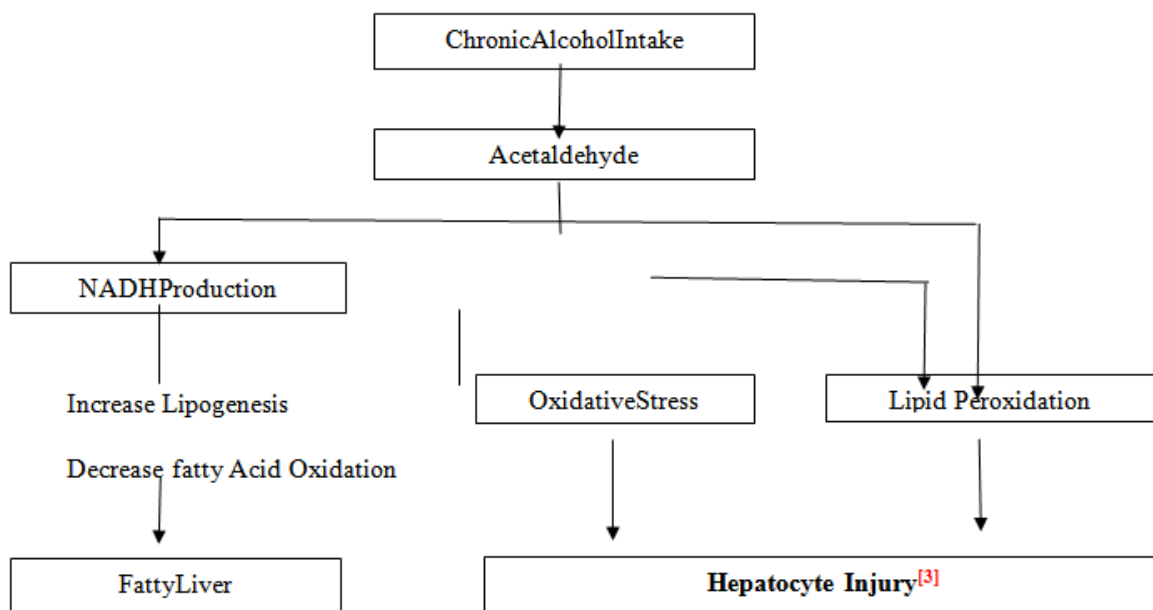 ChronicAlcoholIntake
Acetaldehyde
NADHProduction
Increase Lipogenesis
OxidativeStress
Lipid Peroxidation
Decrease fatty Acid Oxidation
FattyLiver
Hepatocyte Injury[3]